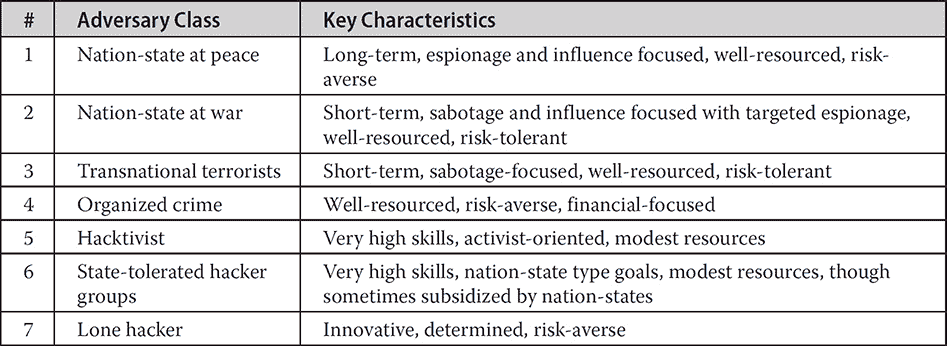 # Adversary Class Key Characteristics
1 Nation-state at peace Long-term, espionage and influence focused, well-resourced, risk-
averse
2 Nation-state at war Short-term, sabotage and influence focused with targeted espionage,
well-resourced, risk-tolerant
3 Transnational terrorists Short-term, sabotage-focused, well-resourced, risk-tolerant
4 Organized crime Well-resourced, risk-averse, financial-focused
5 Hacktivist Very high skills, activist-oriented, modest resources
6 State-tolerated hacker Very high skills, nation-state type goals, modest resources, though
groups sometimes subsidized by nation-states
7 Lone hacker Innovative, determined, risk-averse